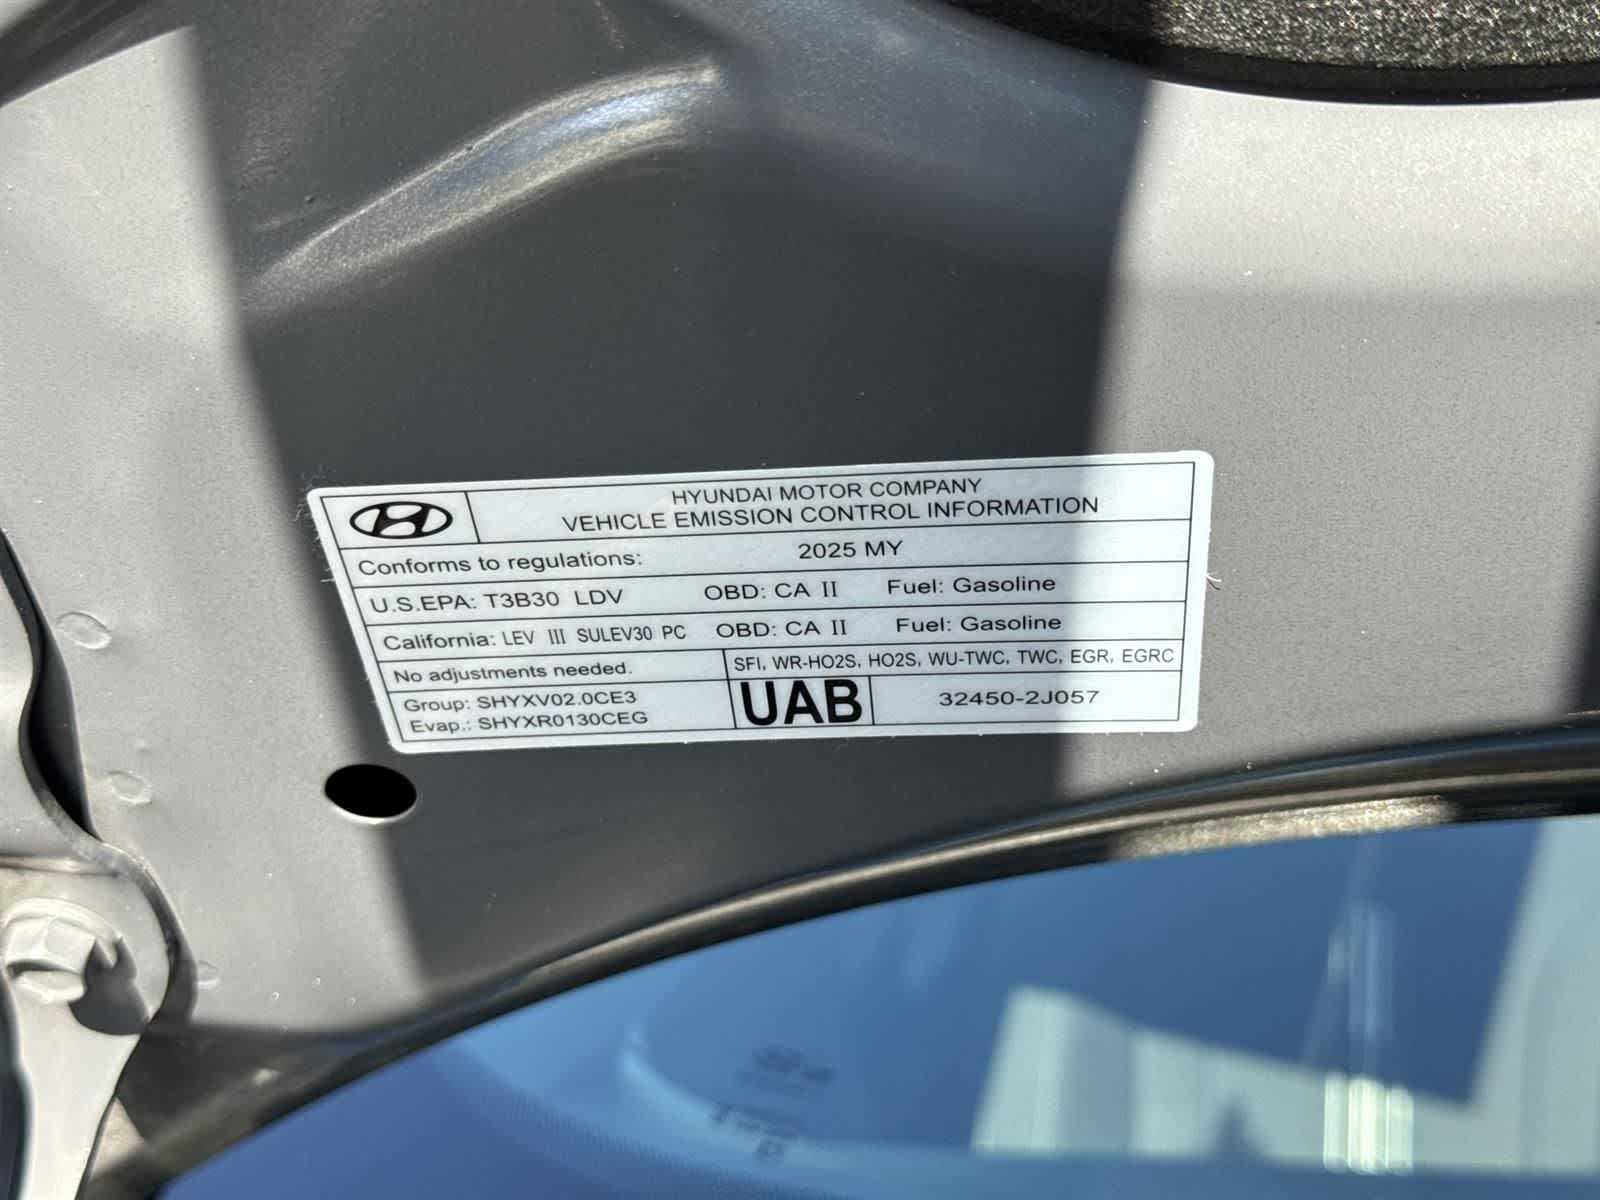 HYUNDAI MOTOR COMPANY
VEHICLE EMISSION CONTROL INFORMATION
Conforms to regulations: 2025 MY
U.S.EPA: T3B30 LDV OBD: CA II Fuel: Gasoline
California: LEV III SULEV30 PC OBD: CA II Fuel: Gasoline
No adjustments needed. SFI, WR-HO2S, HO2S, WU-TWC, TWC, EGR, EGRC
Group: SHYXV02.0CE3
Evap.: SHYXR0130CEG
UAB 32450-2J057